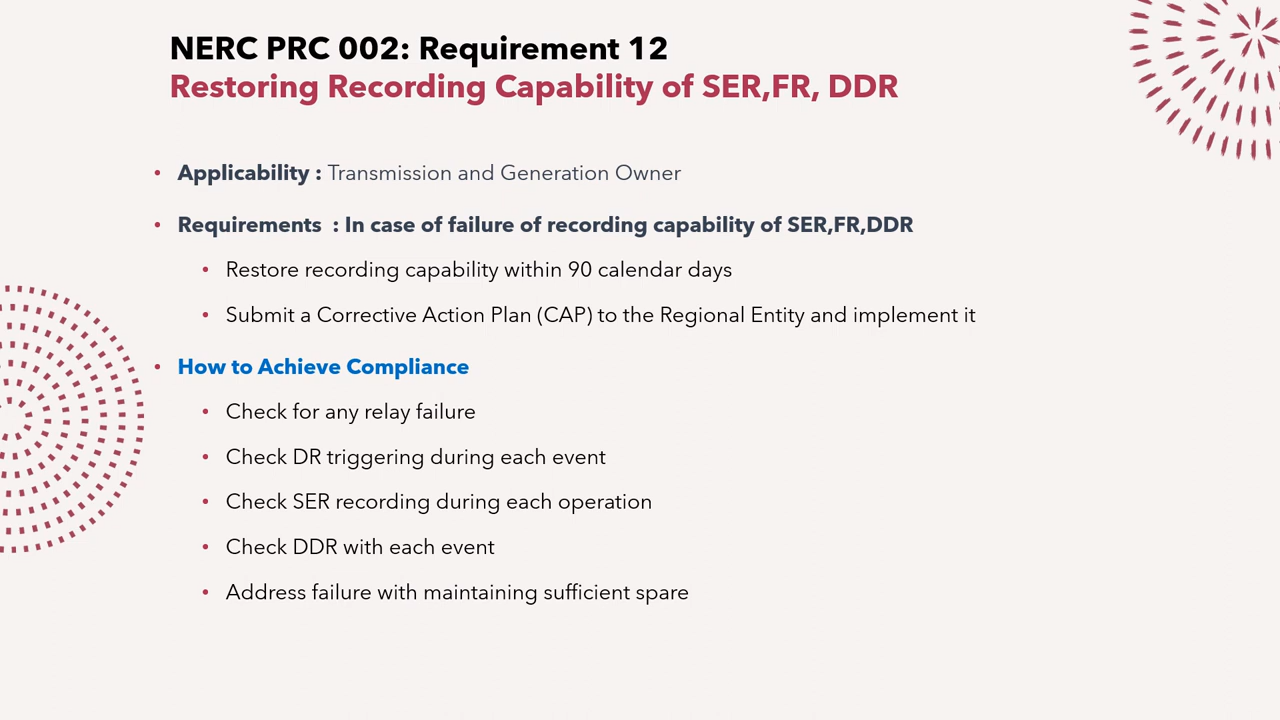 NERC PRC 002: Requirement 12
Restoring Recording Capability of SER,FR, DDR
• Applicability : Transmission and Generation Owner
• Requirements : In case of failure of recording capability of SER,FR,DDR
• Restore recording capability within 90 calendar days
• Submit a Corrective Action Plan (CAP) to the Regional Entity and implement it
• How to Achieve Compliance
• Check for any relay failure
• Check DR triggering during each event
• Check SER recording during each operation
• Check DDR with each event
• Address failure with maintaining sufficient spare